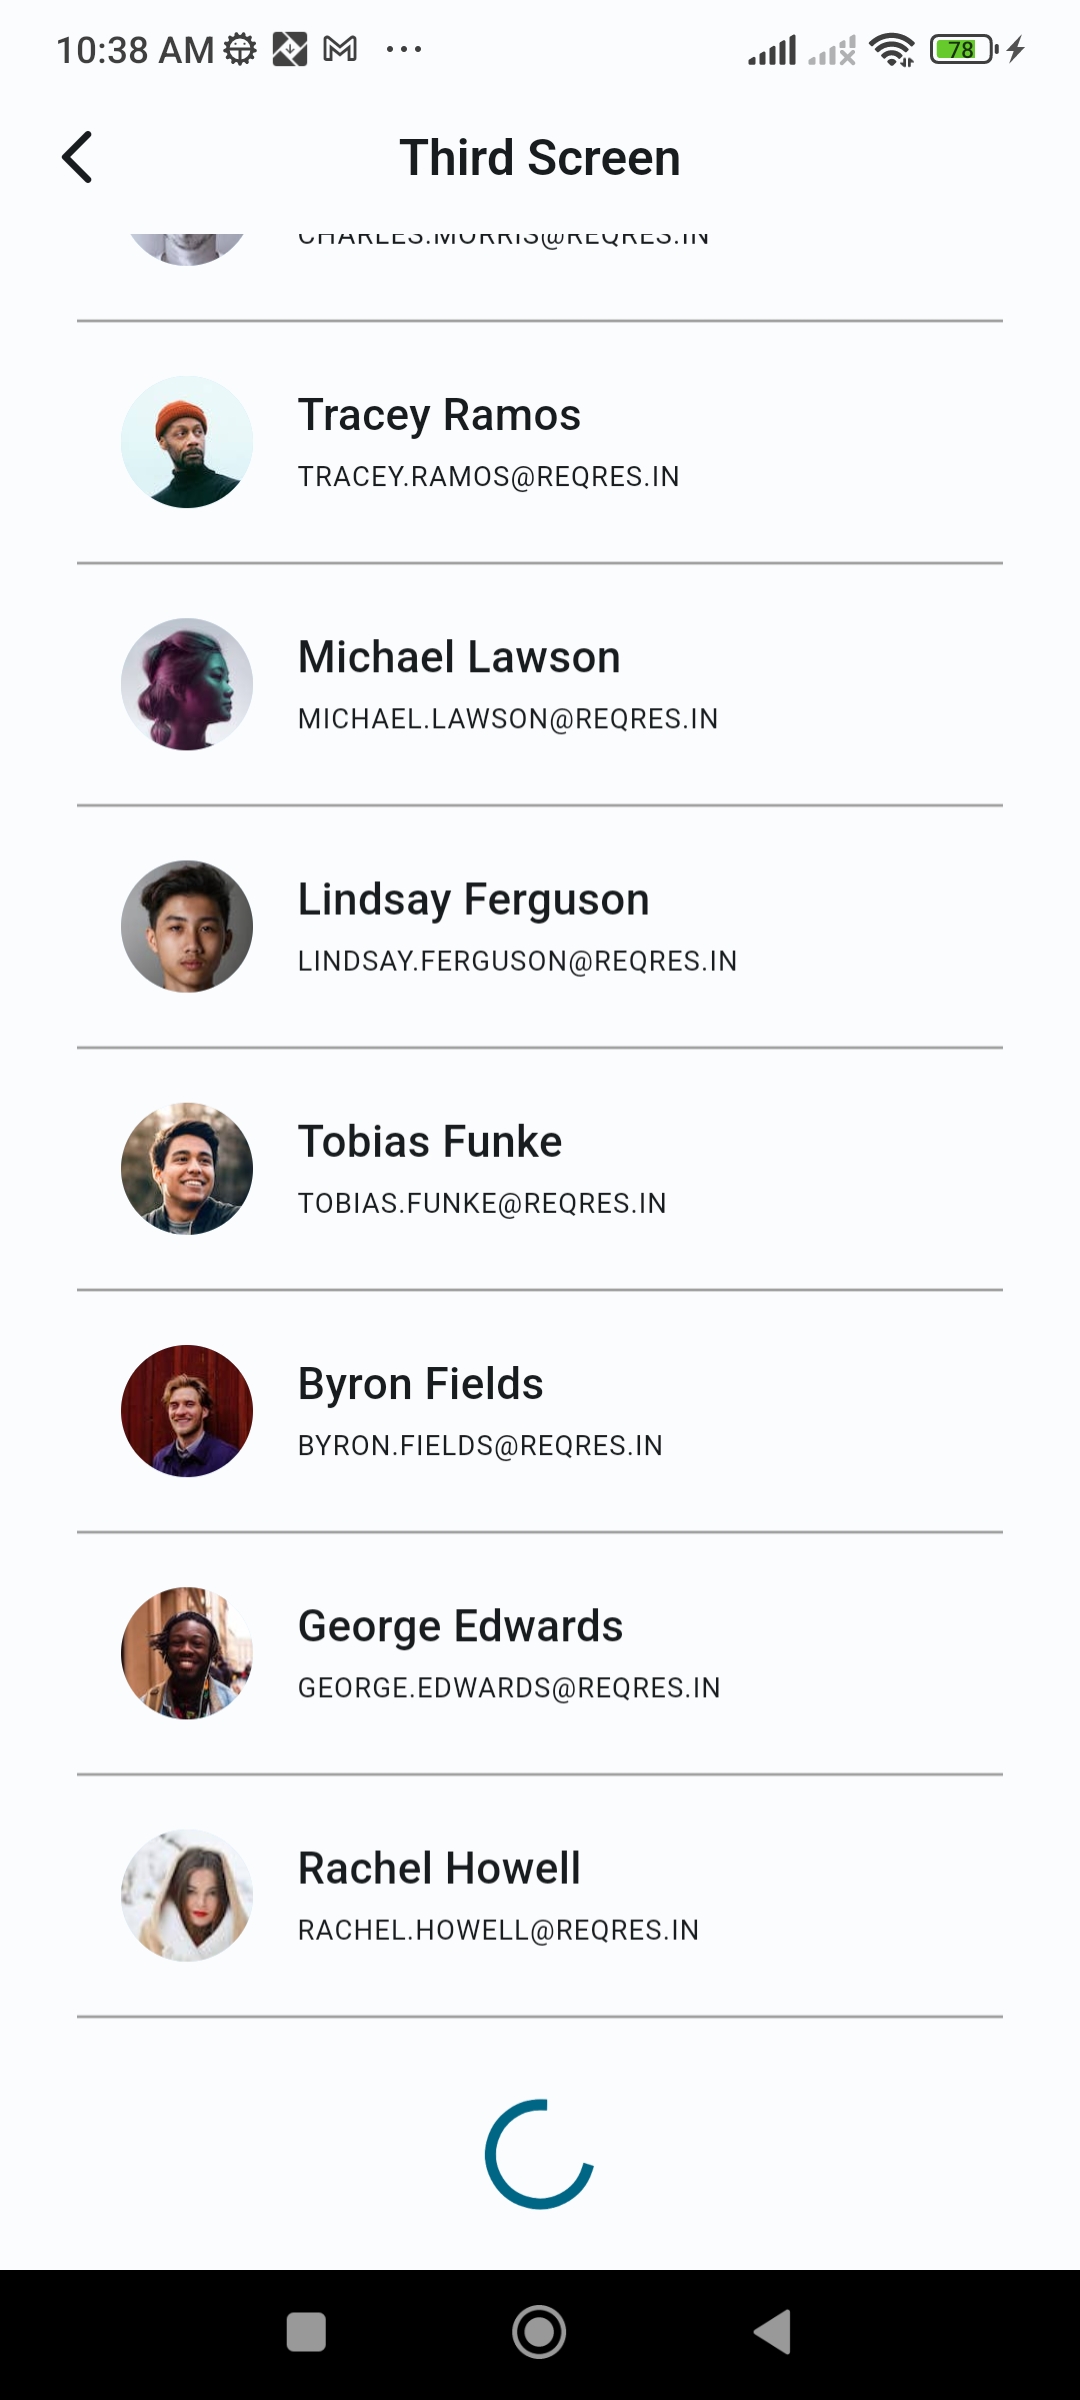 10:38 AM
78
Third Screen
CHARLES.MORRIS@REQRES.IN
Tracey Ramos
TRACEY.RAMOS@REQRES.IN
Michael Lawson
MICHAEL.LAWSON@REQRES.IN
Lindsay Ferguson
LINDSAY.FERGUSON@REQRES.IN
Tobias Funke
TOBIAS.FUNKE@REQRES.IN
Byron Fields
BYRON.FIELDS@REQRES.IN
George Edwards
GEORGE.EDWARDS@REQRES.IN
Rachel Howell
RACHEL.HOWELL@REQRES.IN